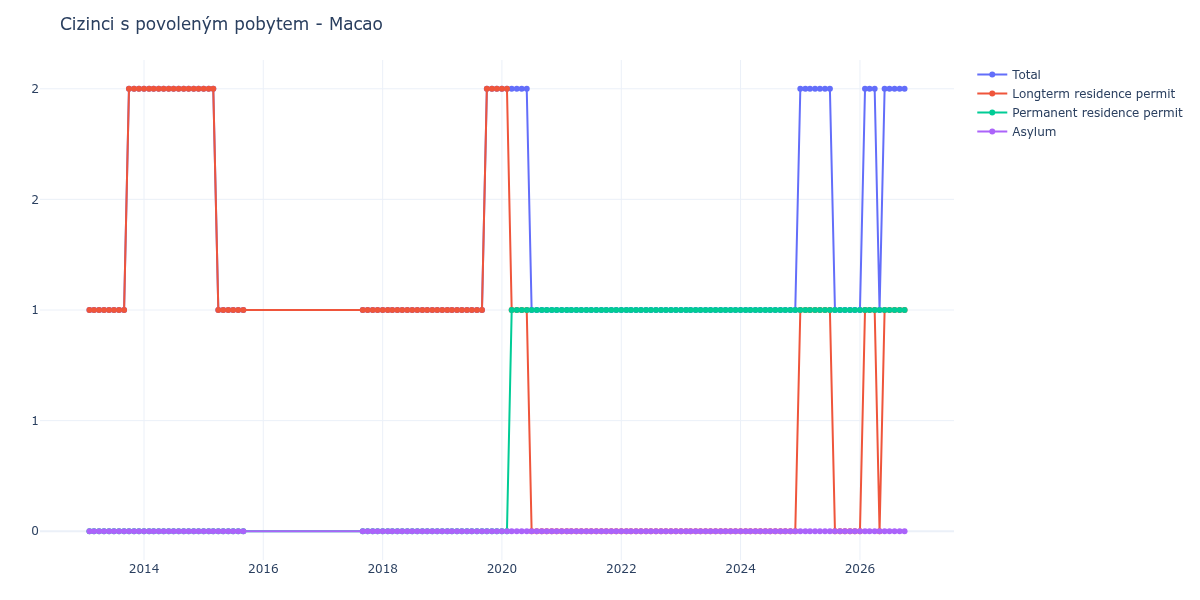 Cizinci s povoleným pobytem - Macao
Total
Longterm residence permit
Permanent residence permit
Asylum
2
2
1
1
0
2014
2016
2018
2020
2022
2024
2026